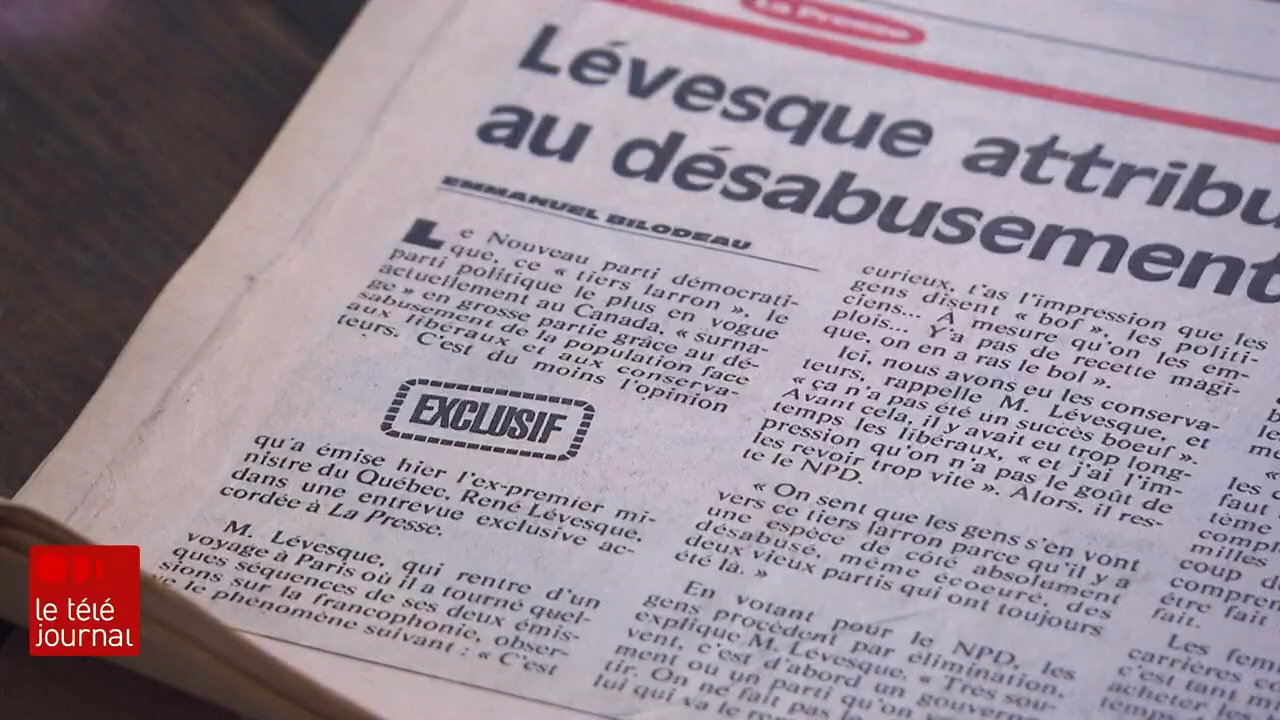 La Presse
Lévesque attribu
au désabusement
EMMANUEL BILODEAU
Le Nouveau parti démocrati-
que, ce « tiers larron », le
parti politique le plus en vogue
actuellement au Canada, « surna-
ge » en grosse partie grâce au dé-
sabusement de la population face
aux libéraux et aux conserva-
teurs. C'est du moins l'opinion
EXCLUSIF
qu'a émise hier l'ex-premier mi-
nistre du Québec, René Lévesque,
dans une entrevue exclusive ac-
cordée à La Presse.
M. Lévesque, qui rentre d'un
voyage à Paris où il a tourné quel-
ques séquences de ses deux émis-
sions sur la francophonie, obser-
le phénomène suivant : « C'est
curieux, t'as l'impression que les
gens disent « bof », les politi-
ciens... À mesure qu'on les em-
plois... Y'a pas de recette magi-
que, on en a ras le bol ».
Ici, nous avons eu les conserva-
teurs, rappelle M. Lévesque, et
« ça n'a pas été un succès boeuf ».
Avant cela, il y avait eu trop long-
temps les libéraux, « et j'ai l'im-
pression qu'on n'a pas le goût de
les revoir trop vite ». Alors, il res-
te le NPD.
« On sent que les gens s'en vont
vers ce tiers larron parce qu'il y a
une espèce de côté absolument
désabusé, même écoeuré, des
deux vieux partis qui ont toujours
été là. »
En votant pour le NPD, les
gens procèdent par élimination,
explique M. Lévesque. « Très sou-
vent, c'est d'abord un gouverne-
ment ou un parti qu'on
tir. On ne fait pas
lui qui va le
les
faut
tème
compl
milles
coup d
comprer
être fait
fait.
Les fem
carrières co
c'est tant mi
acheter les
temps
le télé
journal